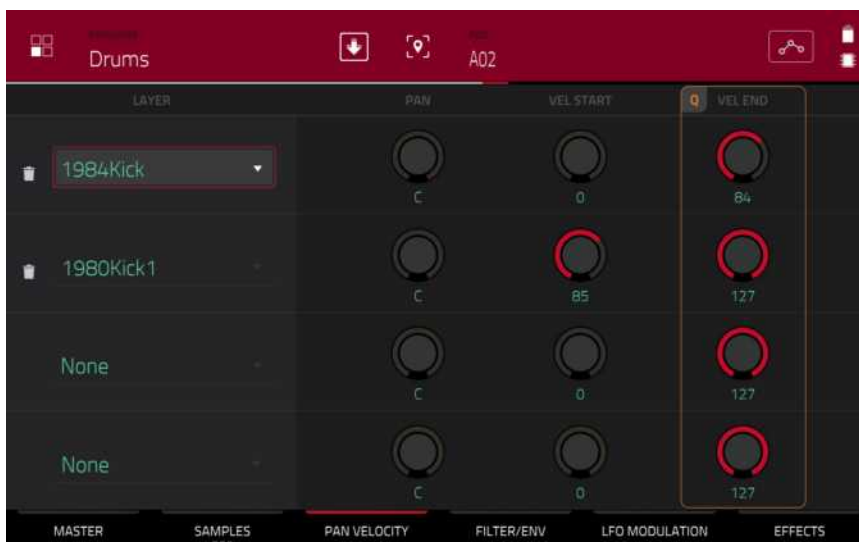 Drums
A02
LAYER PAN VEL START Q VEL END
1984Kick
C 0 84
1980Kick1
C 85 127
None
C 0 127
None
C 0 127
MASTER SAMPLES PAN VELOCITY FILTER/ENV LFO MODULATION EFFECTS